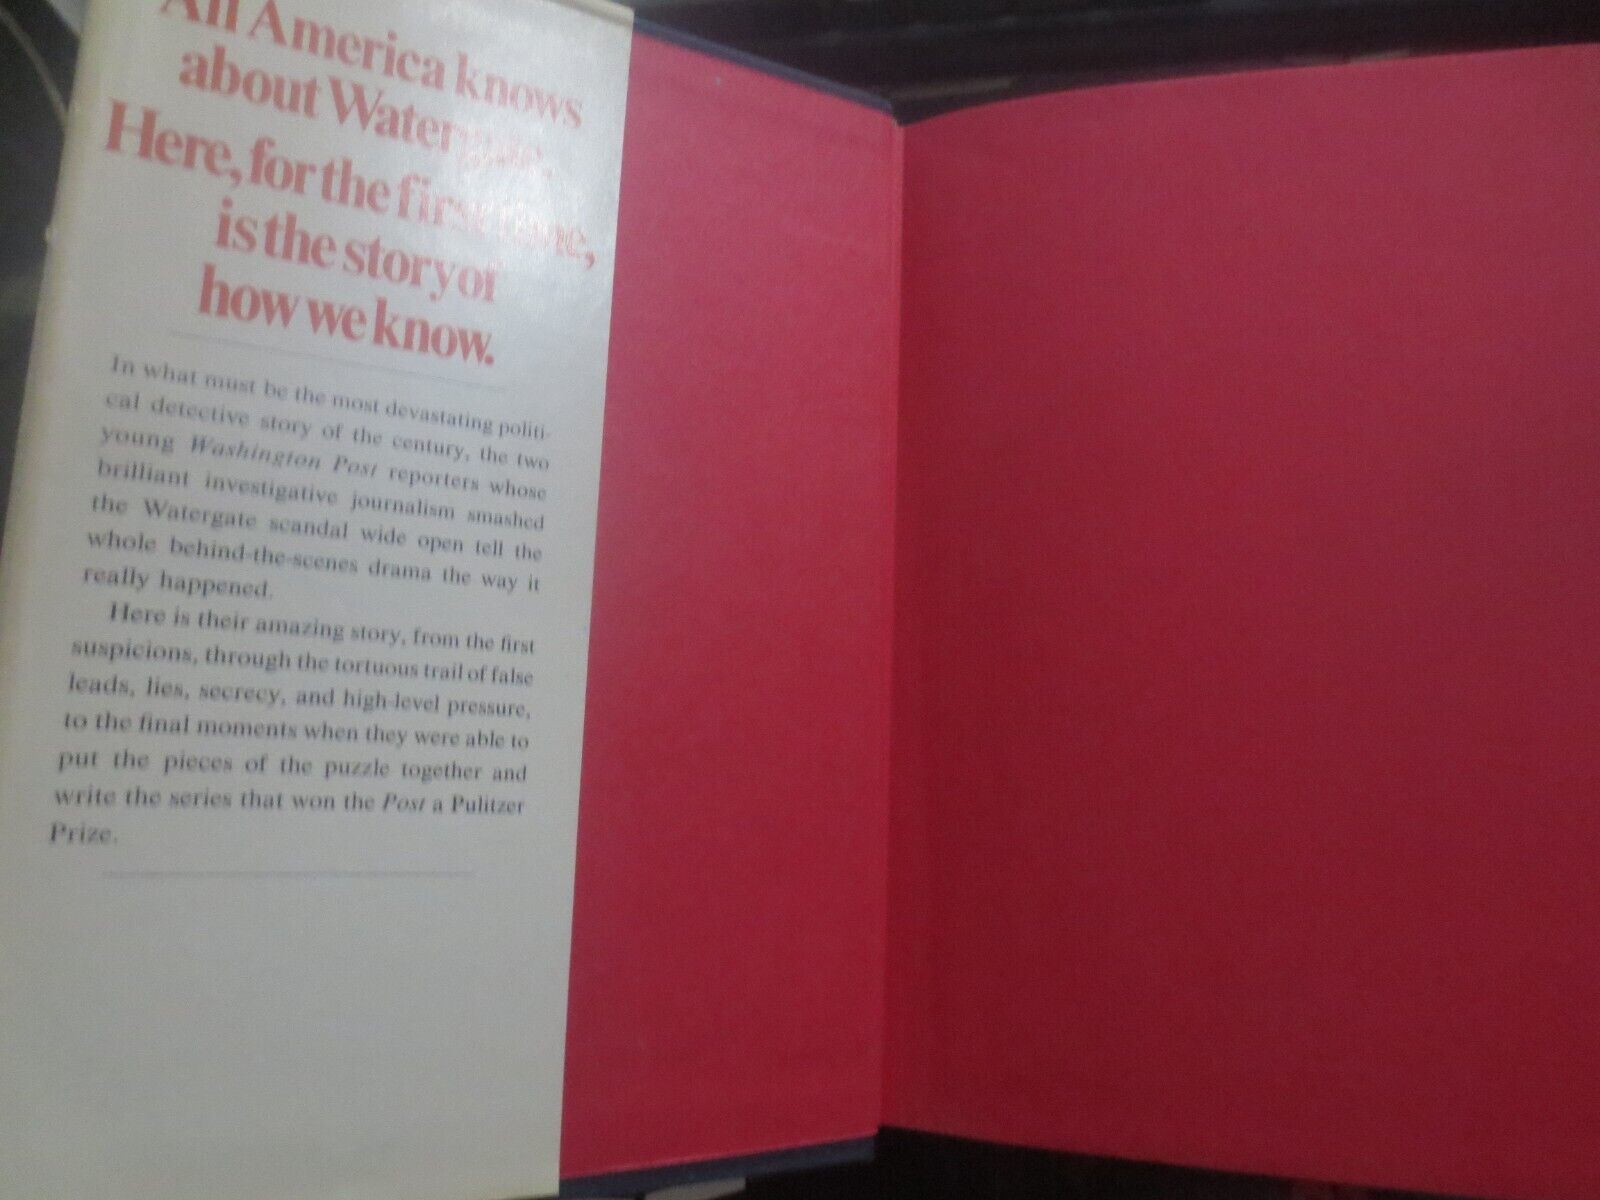 All America knows
about Watergate.
Here, for the first time,
is the story of
how we know.
In what must be the most devastating politi-
cal detective story of the century, the two
young Washington Post reporters whose
brilliant investigative journalism smashed
the Watergate scandal wide open tell the
whole behind-the-scenes drama the way it
really happened.
Here is their amazing story, from the first
suspicions, through the tortuous trail of false
leads, lies, secrecy, and high-level pressure,
to the final moments when they were able to
put the pieces of the puzzle together and
write the series that won the Post a Pulitzer
Prize.